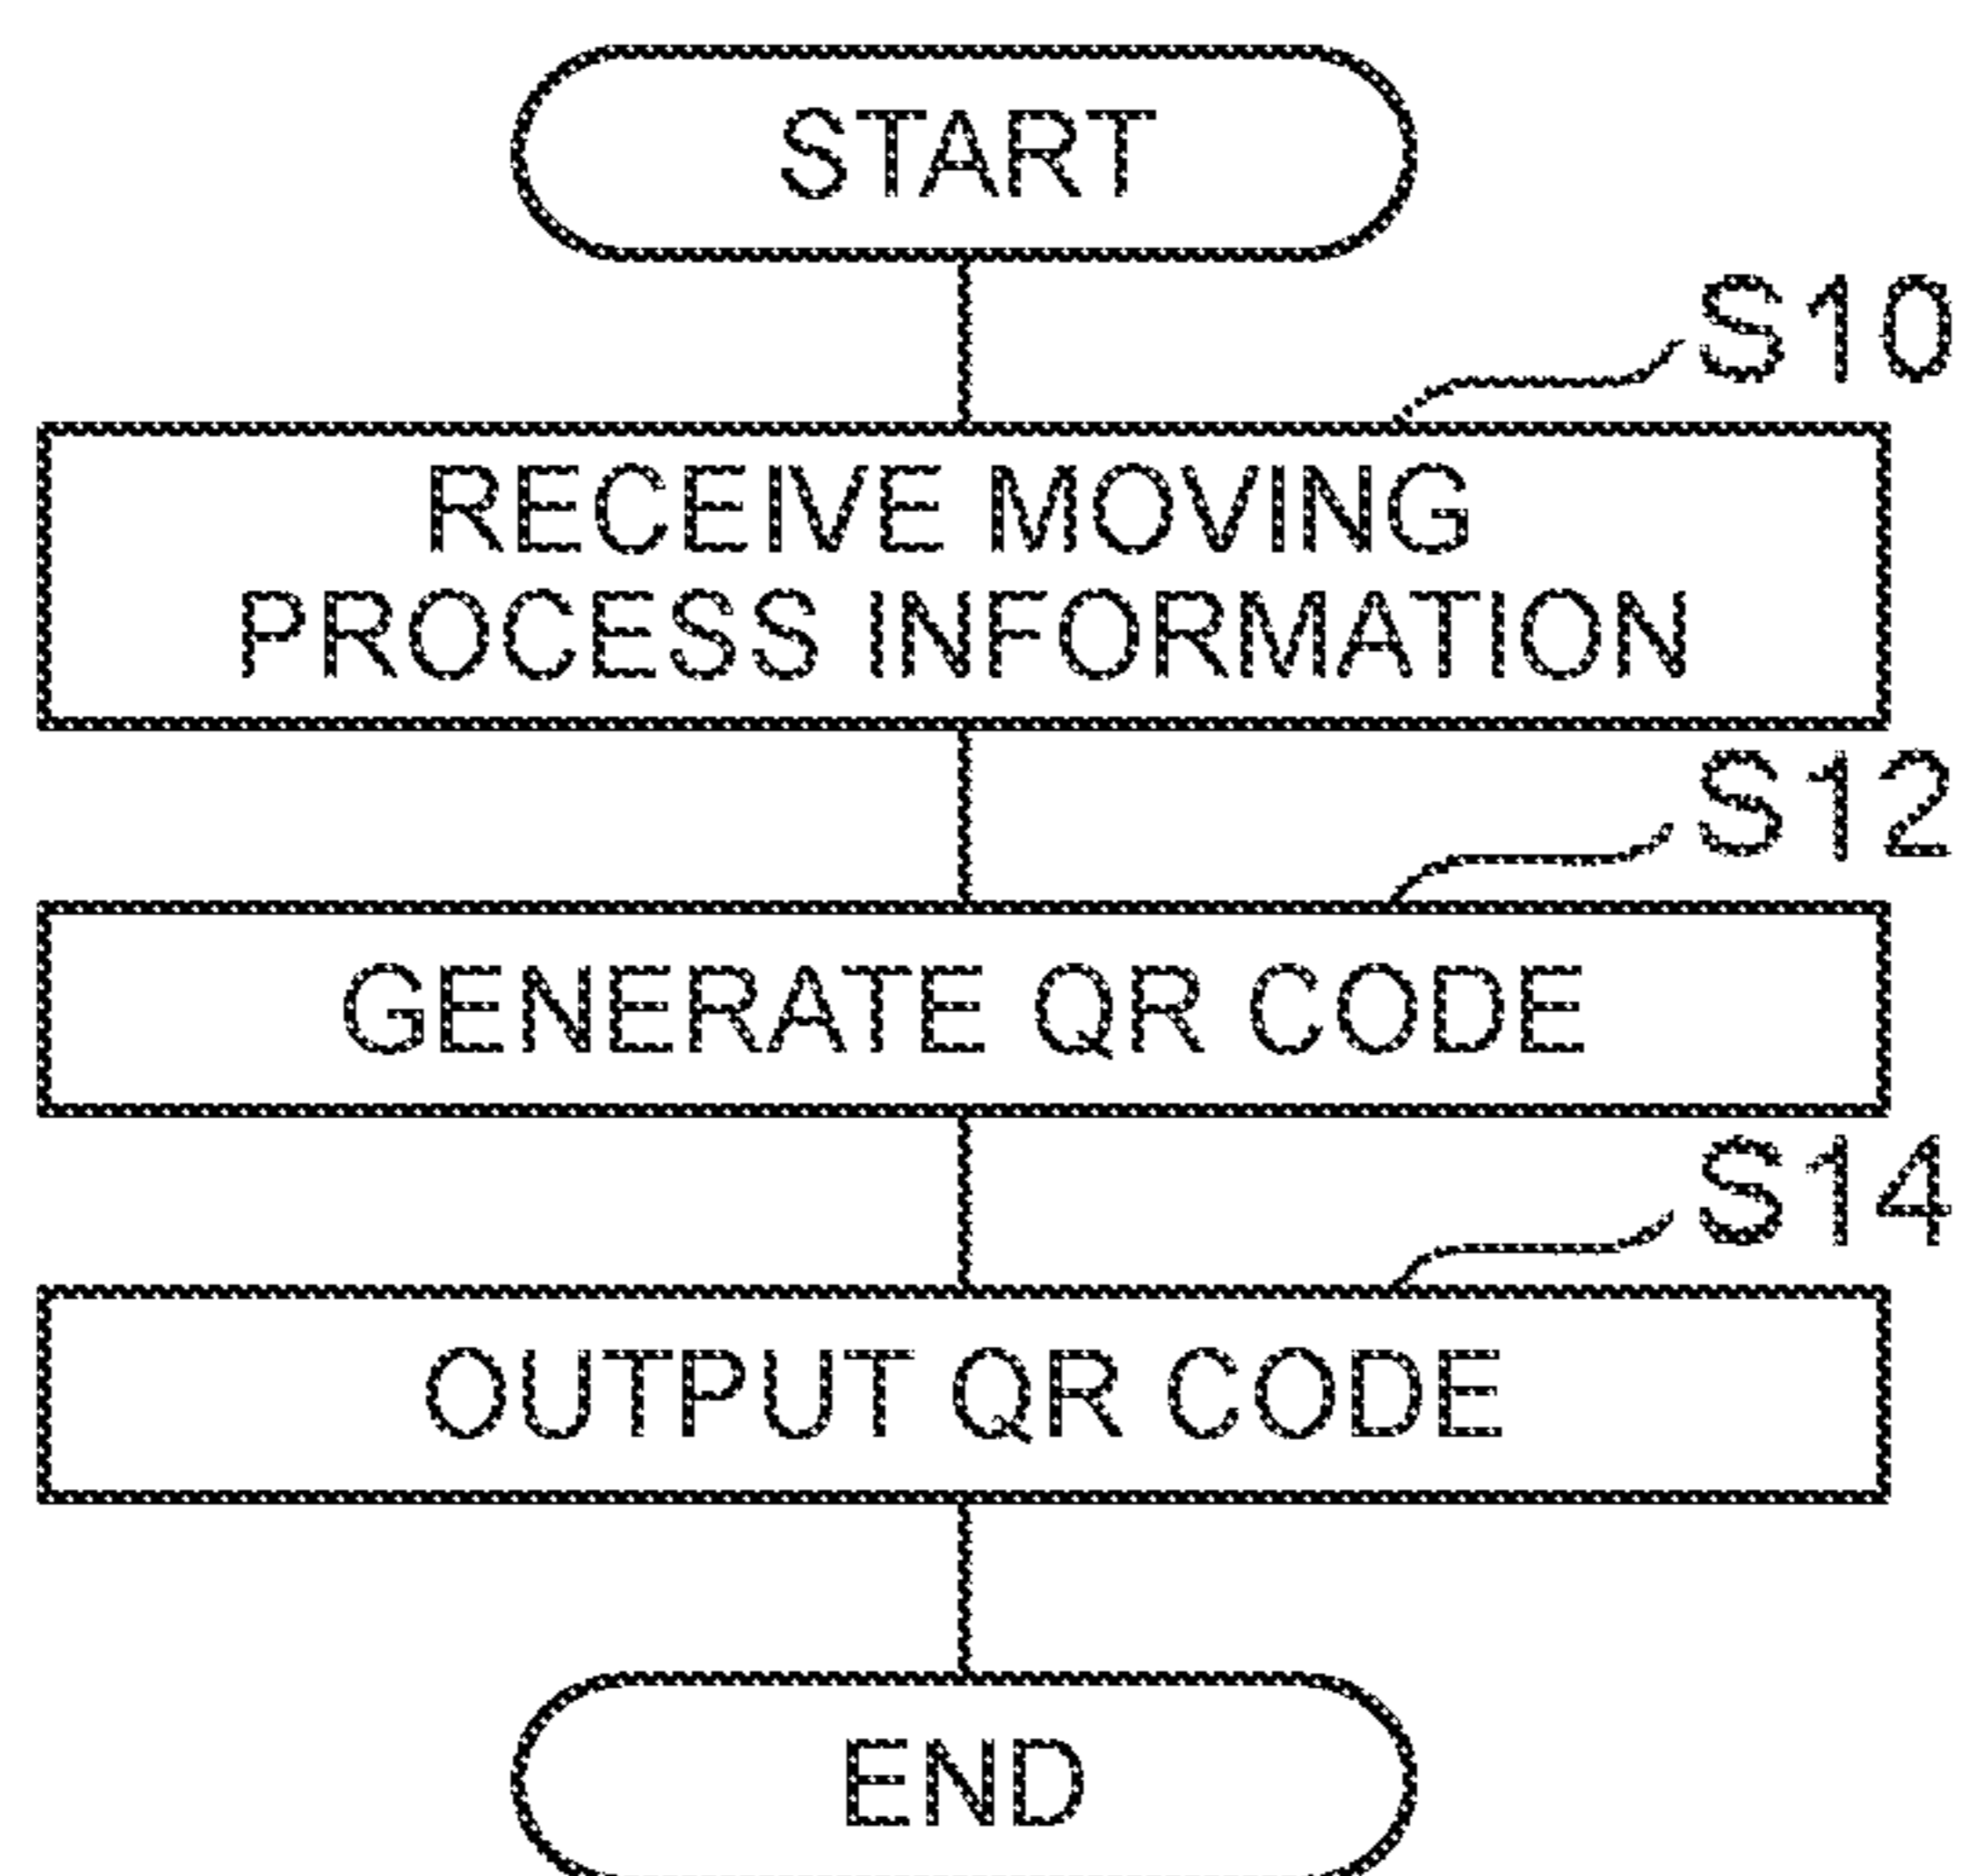 START
S10
RECEIVE MOVING
PROCESS INFORMATION
S12
GENERATE QR CODE
S14
OUTPUT QR CODE
END